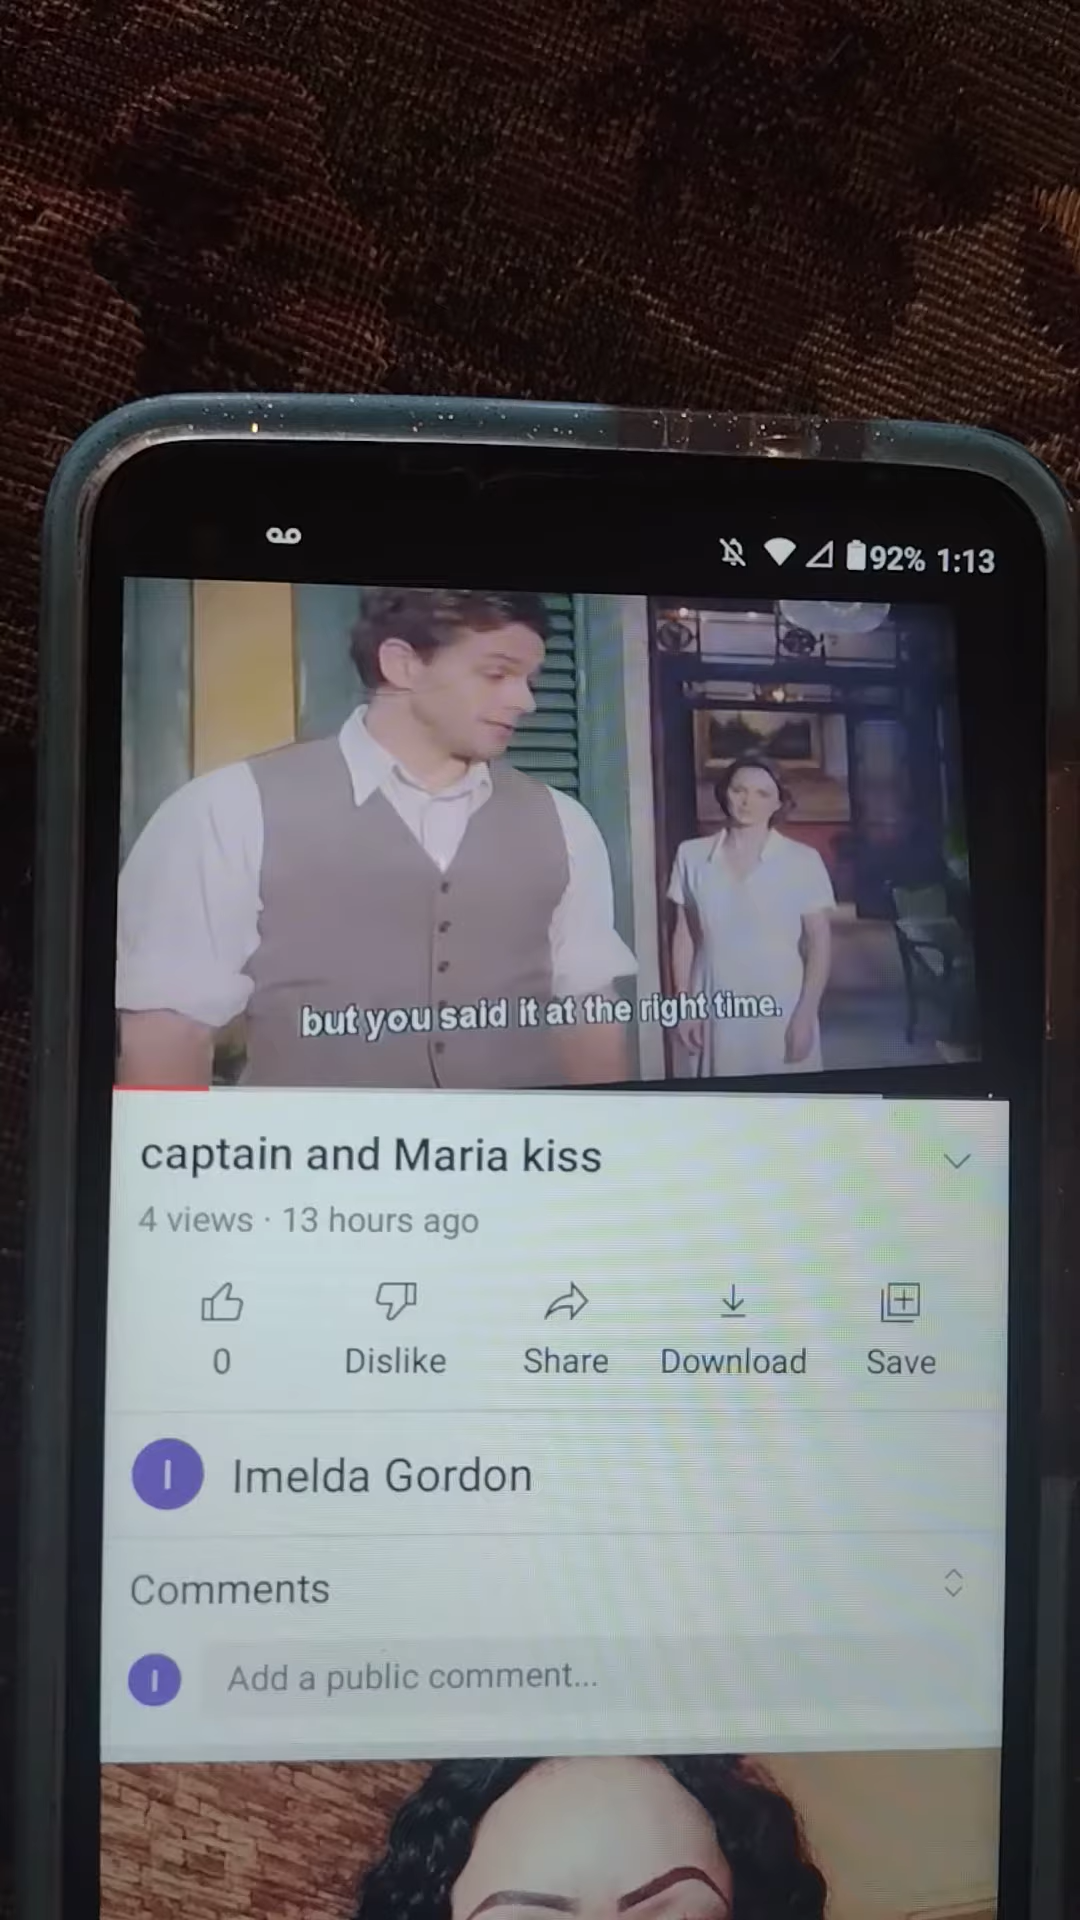 92% 1:13
but you said it at the right time.
captain and Maria kiss
4 views · 13 hours ago
0 Dislike Share Download Save
I Imelda Gordon
Comments
I Add a public comment...